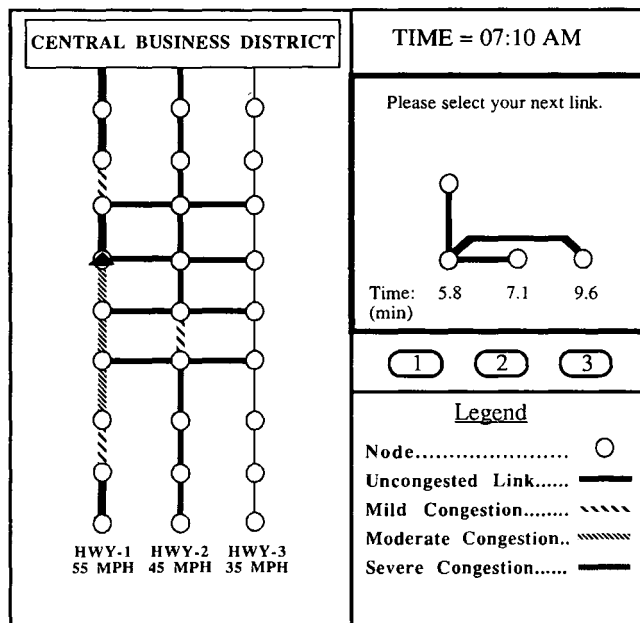 CENTRAL BUSINESS DISTRICT
HWY-1 HWY-2 HWY-3
55 MPH 45 MPH 35 MPH
TIME = 07:10 AM
Please select your next link.
Time: 5.8 7.1 9.6
(min)
1 2 3
Legend
Node......................
Uncongested Link......
Mild Congestion........
Moderate Congestion..
Severe Congestion......